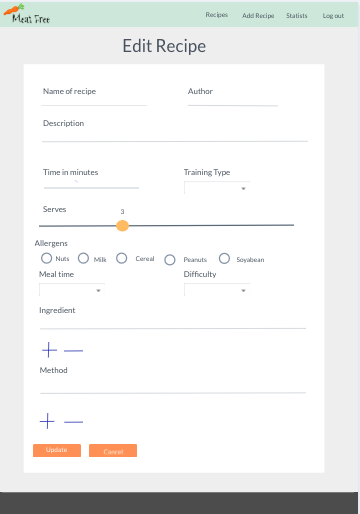 Meat Free
Recipes Add Recipe Statists Log out
Edit Recipe
Name of recipe Author
Description
Time in minutes Training Type
Serves
3
Allergens
Nuts Milk Cereal Peanuts Soyabean
Meal time Difficulty
Ingredient
Method
Update Cancel